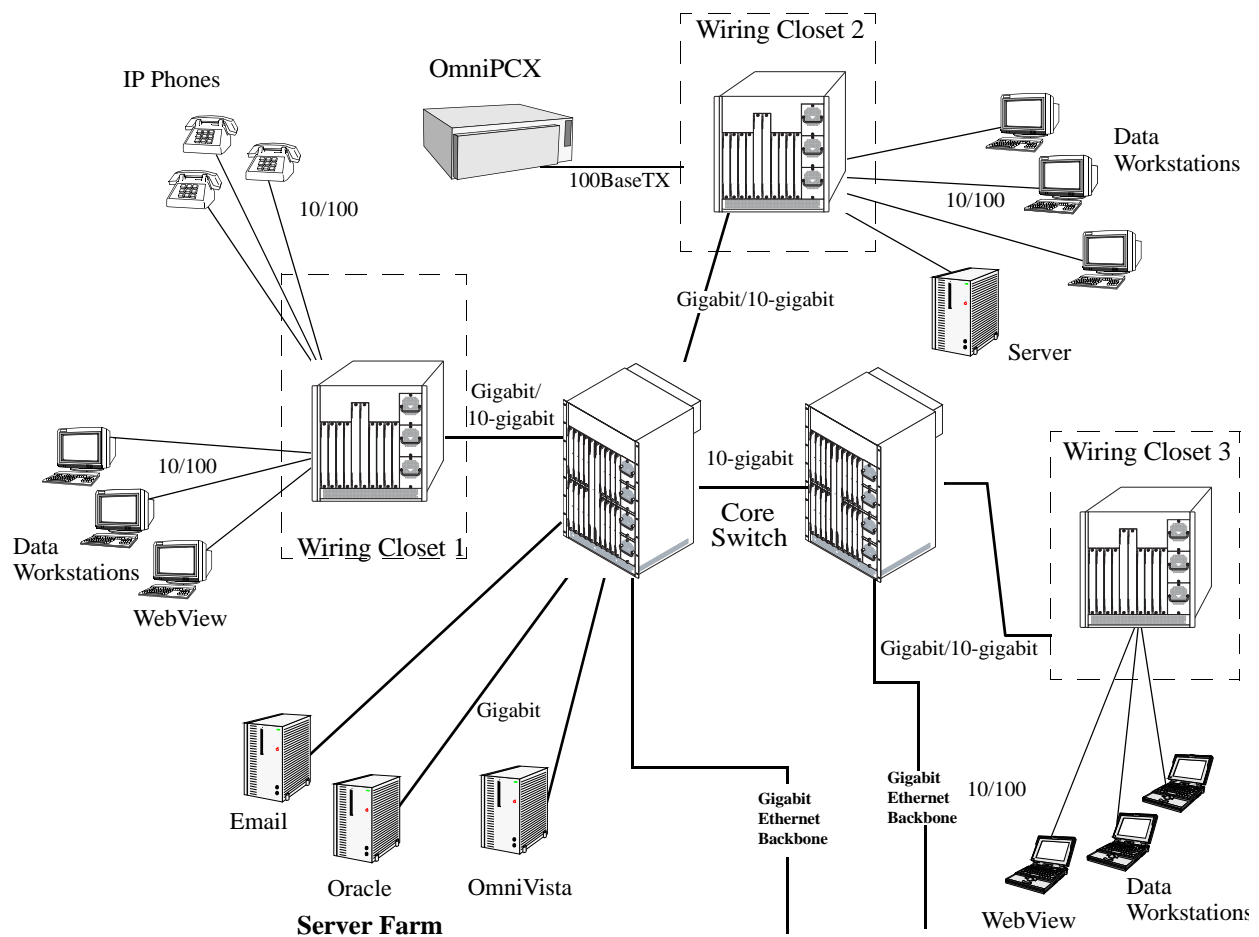 Wiring Closet 2
OmniPCX
IP Phones
Data
Workstations
100BaseTX
10/100
10/100
Gigabit/10-gigabit
Server
Gigabit/
10-gigabit
Wiring Closet 3
10/100
10-gigabit
Core
Switch
Wiring Closet 1
Data
Workstations
WebView
Gigabit/10-gigabit
Gigabit
Gigabit
Ethernet
Backbone
Gigabit
Ethernet
Backbone
10/100
Email
Oracle
OmniVista
Server Farm
WebView
Data
Workstations